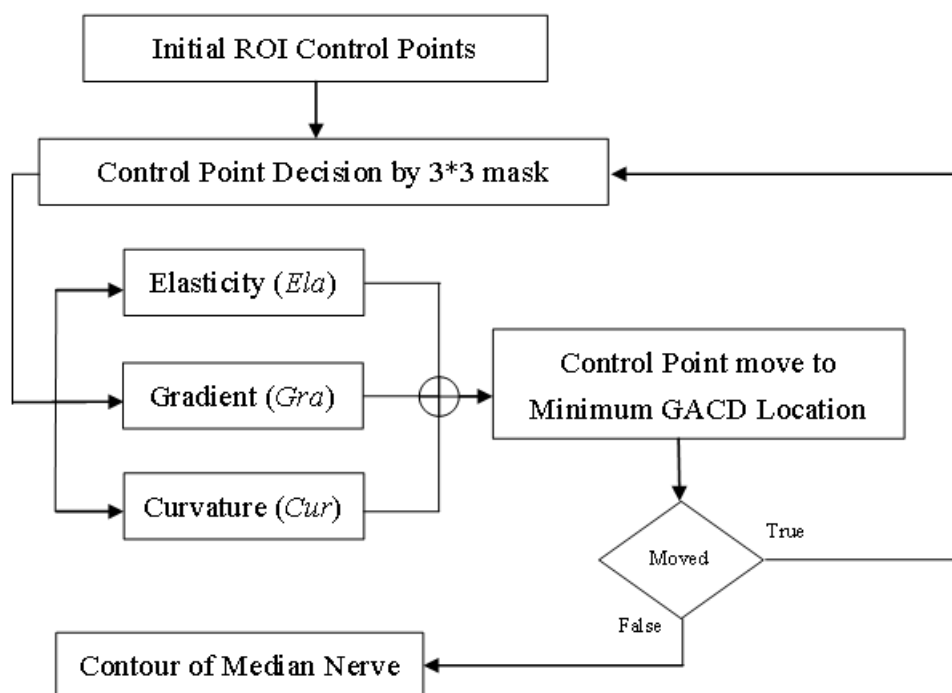 Initial ROI Control Points
Control Point Decision by 3*3 mask
Elasticity (Ela)
Gradient (Gra)
Curvature (Cur)
Control Point move to
Minimum GACD Location
Moved
True
False
Contour of Median Nerve